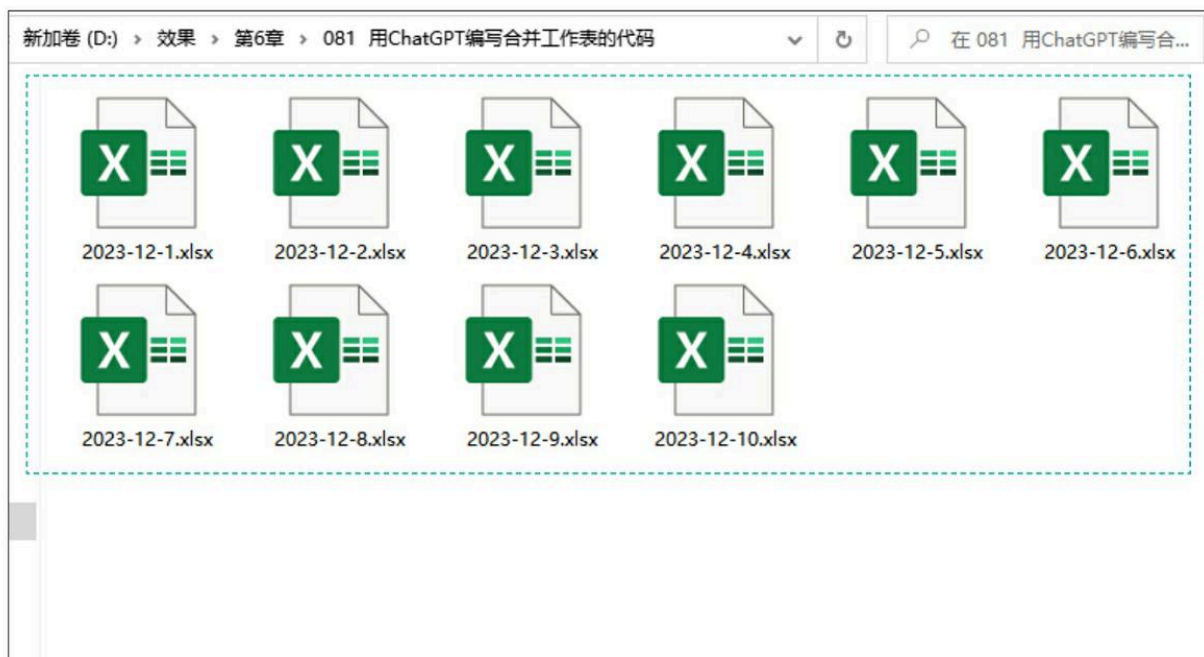 新加卷 (D:) › 效果 › 第6章 › 081 用ChatGPT编写合并工作表的代码 在 081 用ChatGPT编写合...
X X X X X X
2023-12-1.xlsx 2023-12-2.xlsx 2023-12-3.xlsx 2023-12-4.xlsx 2023-12-5.xlsx 2023-12-6.xlsx
X X X X
2023-12-7.xlsx 2023-12-8.xlsx 2023-12-9.xlsx 2023-12-10.xlsx